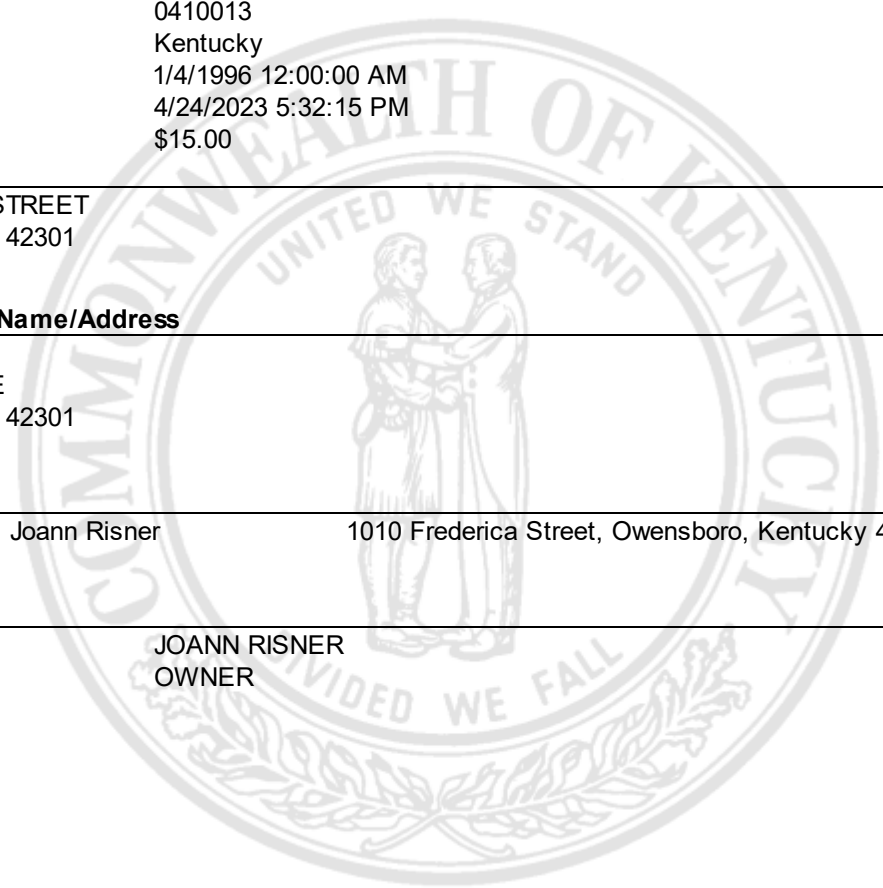 0410013
Kentucky
1/4/1996 12:00:00 AM
4/24/2023 5:32:15 PM
$15.00
STREET
42301
Name/Address
E
42301
Joann Risner 1010 Frederica Street, Owensboro, Kentucky 4
JOANN RISNER
OWNER
COMMONWEALTH OF KENTUCKY
UNITED WE STAND
DIVIDED WE FALL